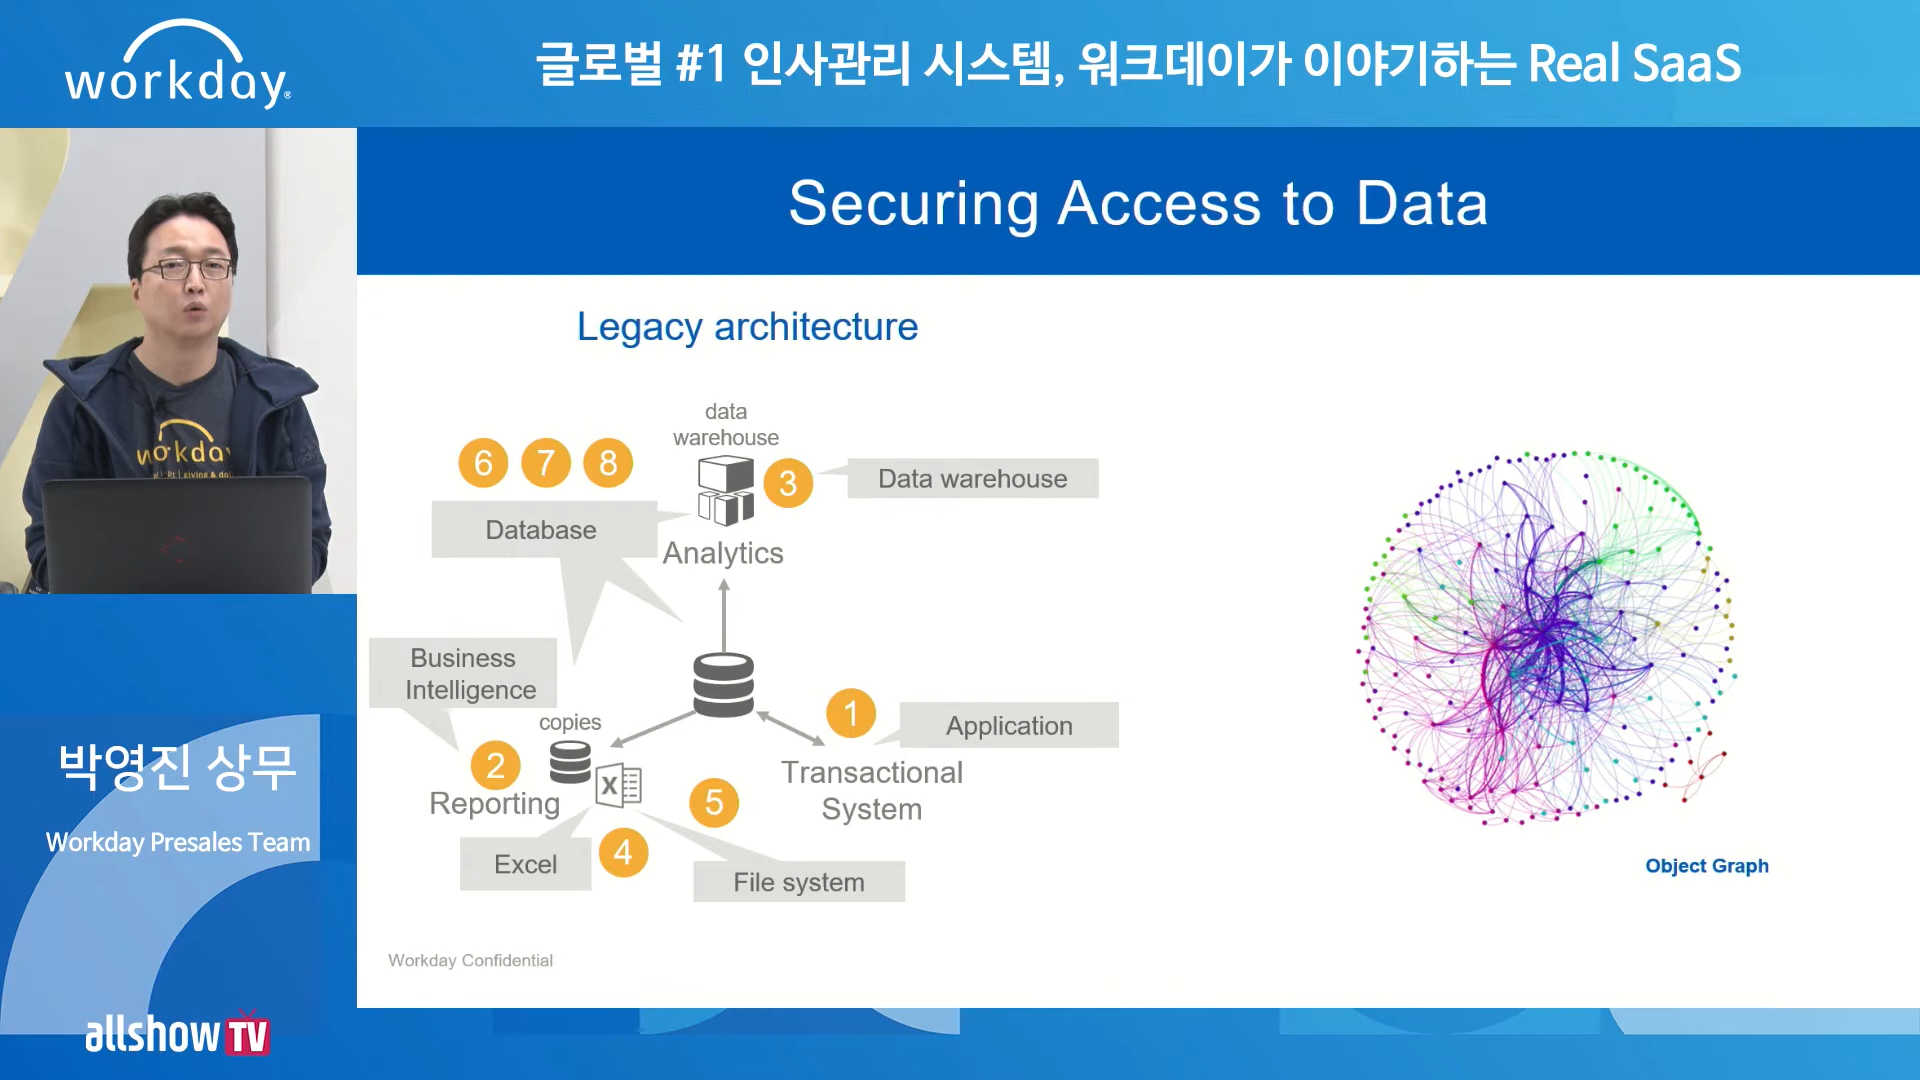 workday®
글로벌 #1 인사관리 시스템, 워크데이가 이야기하는 Real SaaS
Securing Access to Data
Legacy architecture
data
warehouse
6 7 8
3
Data warehouse
Database
Analytics
Business
Intelligence
copies
1
Application
2
Reporting
X
5
Transactional
System
4
Excel
File system
Object Graph
Workday Confidential
workday
giving & do
박영진 상무
Workday Presales Team
allshow TV